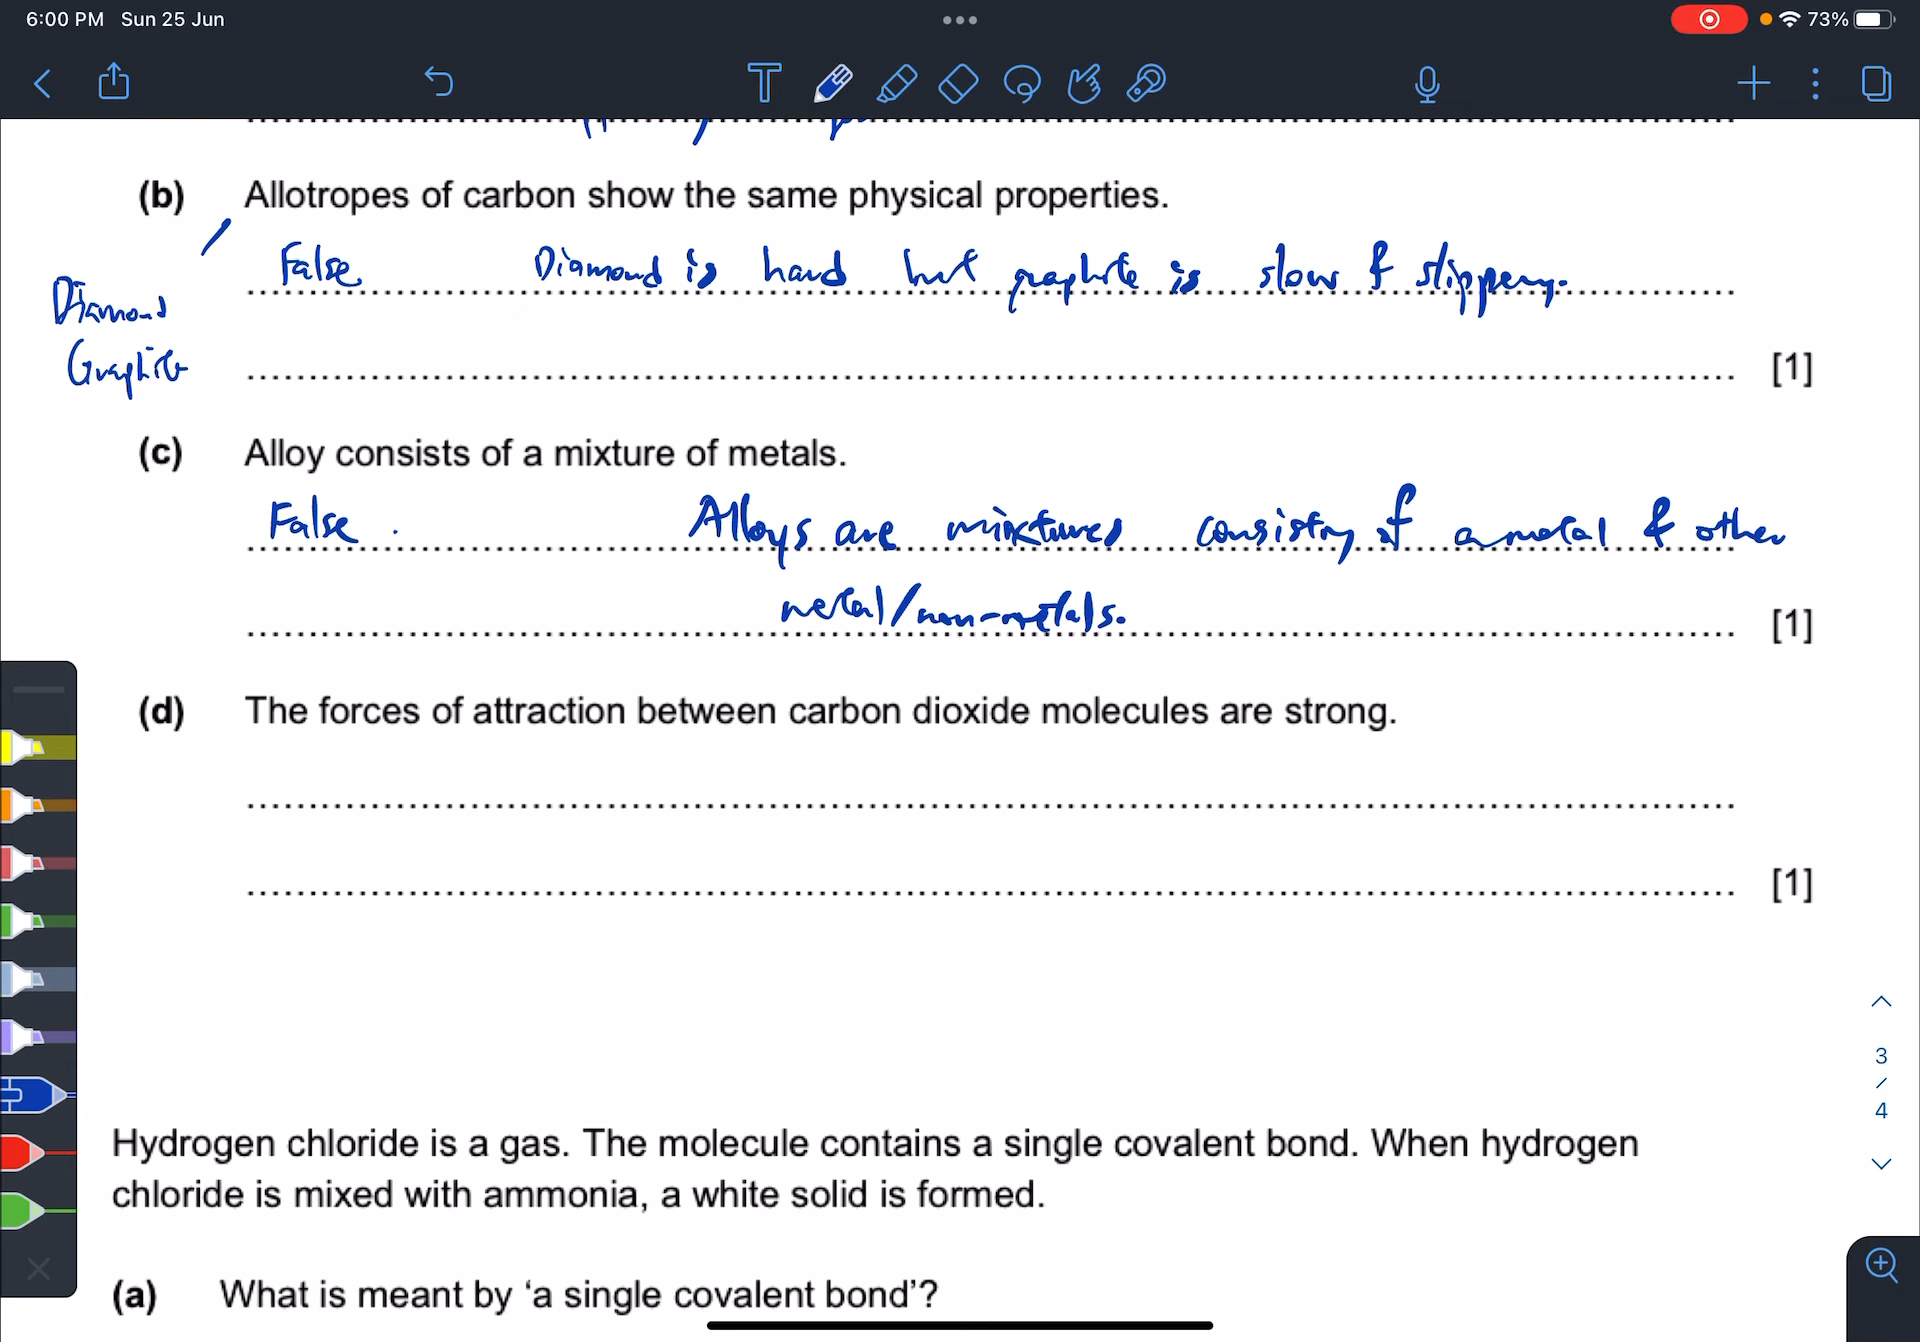 6:00 PM Sun 25 Jun
73%
(b) Allotropes of carbon show the same physical properties.
False Diamond is hard but graphite is slow & slippery.
Diamond
Graphite
[1]
(c) Alloy consists of a mixture of metals.
False. Alloys are mixtures consisting of a metal & other
metal/non-metals.
[1]
(d) The forces of attraction between carbon dioxide molecules are strong.
[1]
3
/
4
Hydrogen chloride is a gas. The molecule contains a single covalent bond. When hydrogen
chloride is mixed with ammonia, a white solid is formed.
(a) What is meant by ‘a single covalent bond’?